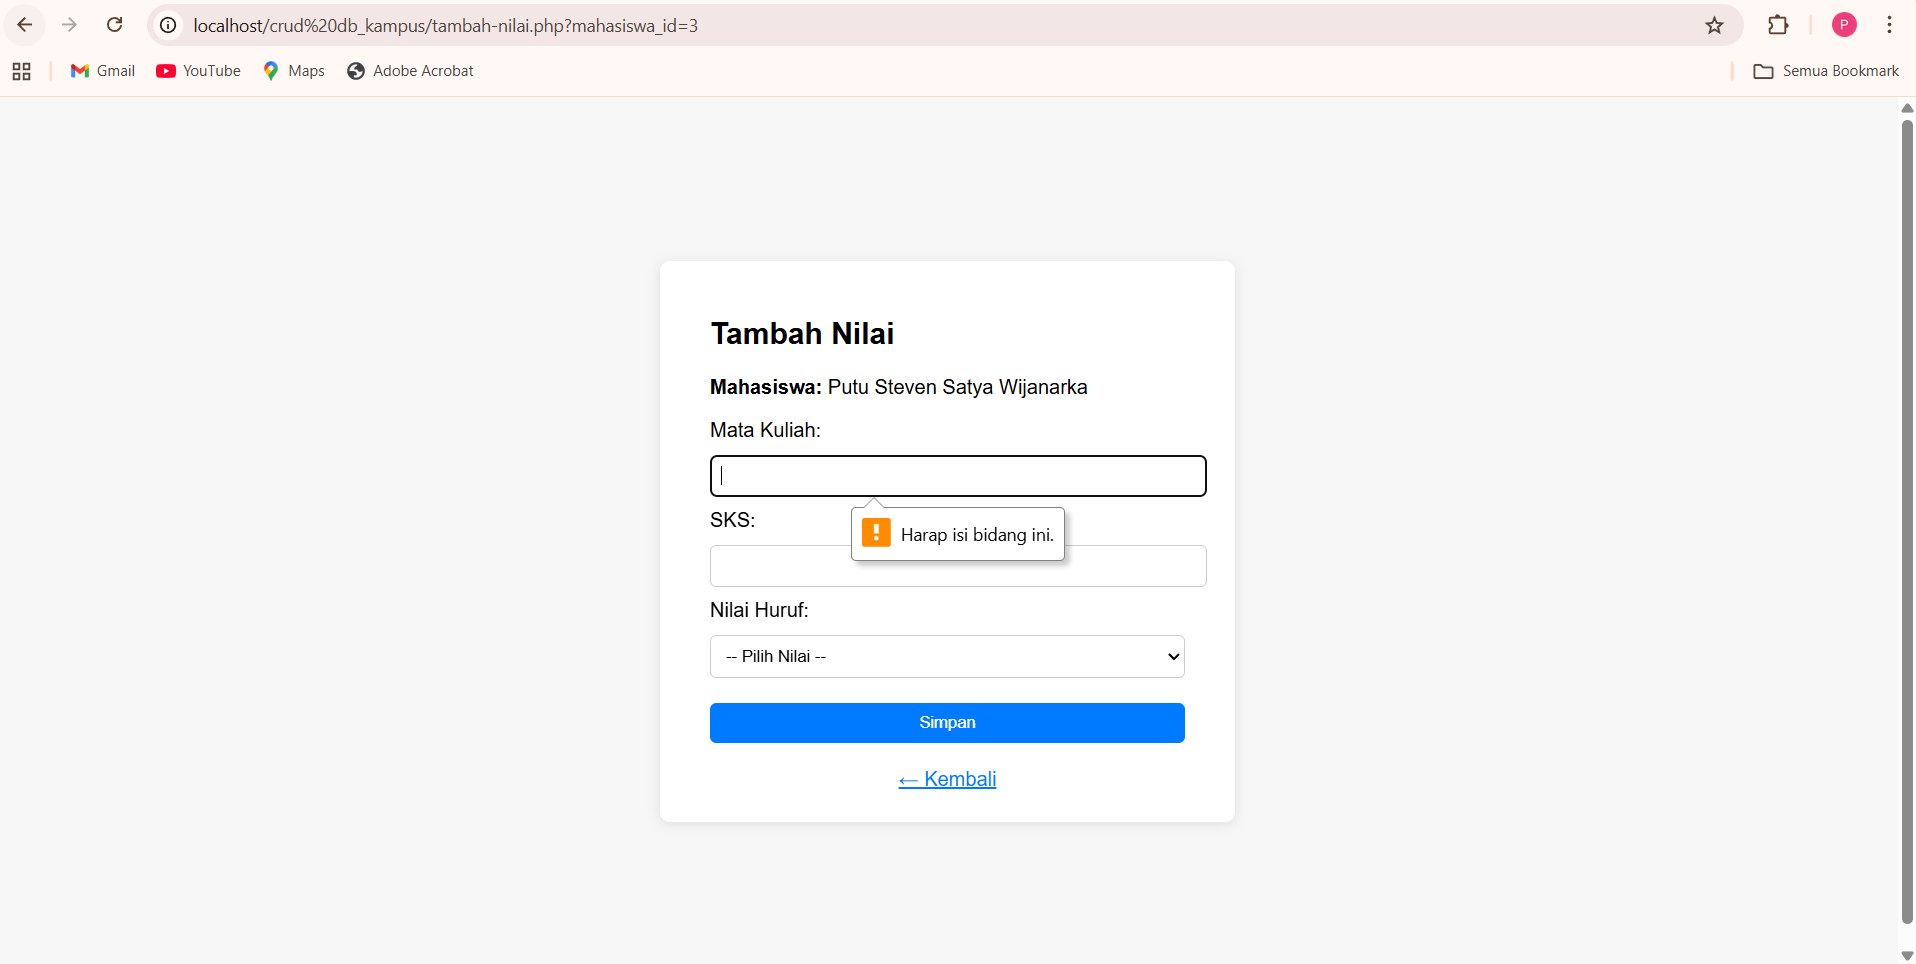 localhost/crud%20db_kampus/tambah-nilai.php?mahasiswa_id=3
P
Gmail
YouTube
Maps
Adobe Acrobat
Semua Bookmark
Tambah Nilai
Mahasiswa: Putu Steven Satya Wijanarka
Mata Kuliah:
Harap isi bidang ini.
SKS:
Nilai Huruf:
-- Pilih Nilai --
Simpan
← Kembali